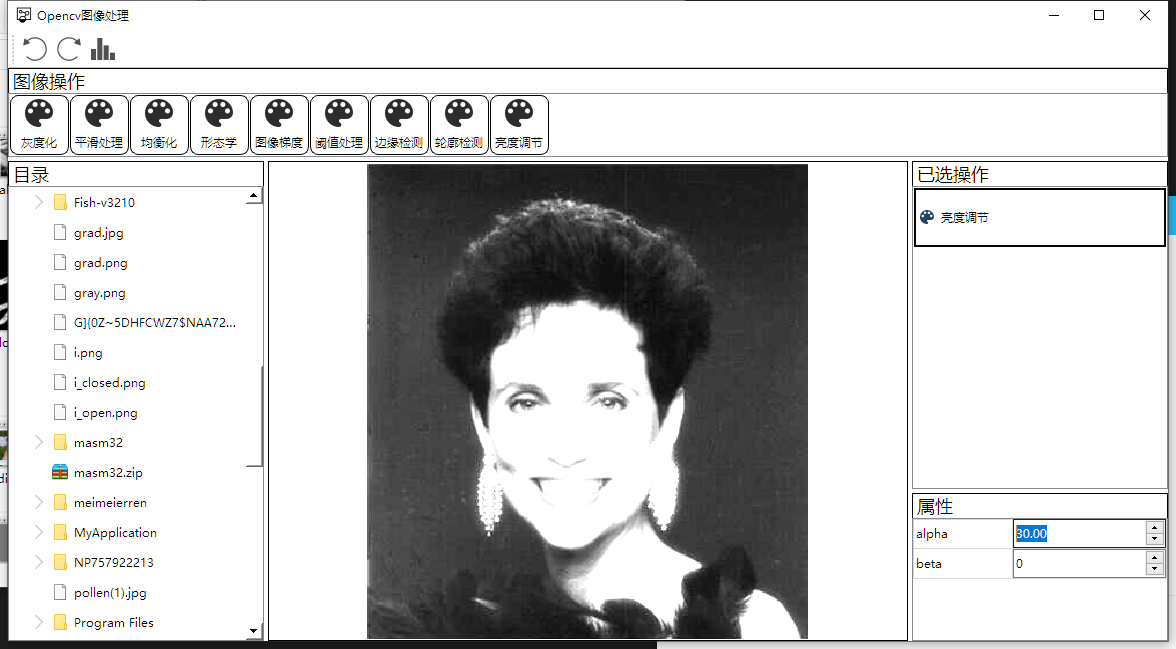 Opencv图像处理
图像操作
灰度化 平滑处理 均衡化 形态学 图像梯度 阈值处理 边缘检测 轮廓检测 亮度调节
目录
Fish-v3210
grad.jpg
grad.png
gray.png
G]{0Z~5DHFCWZ7$NAA72...
i.png
i_closed.png
i_open.png
masm32
masm32.zip
meimeierren
MyApplication
NP757922213
pollen(1).jpg
Program Files
已选操作
亮度调节
属性
alpha 30.00
beta 0